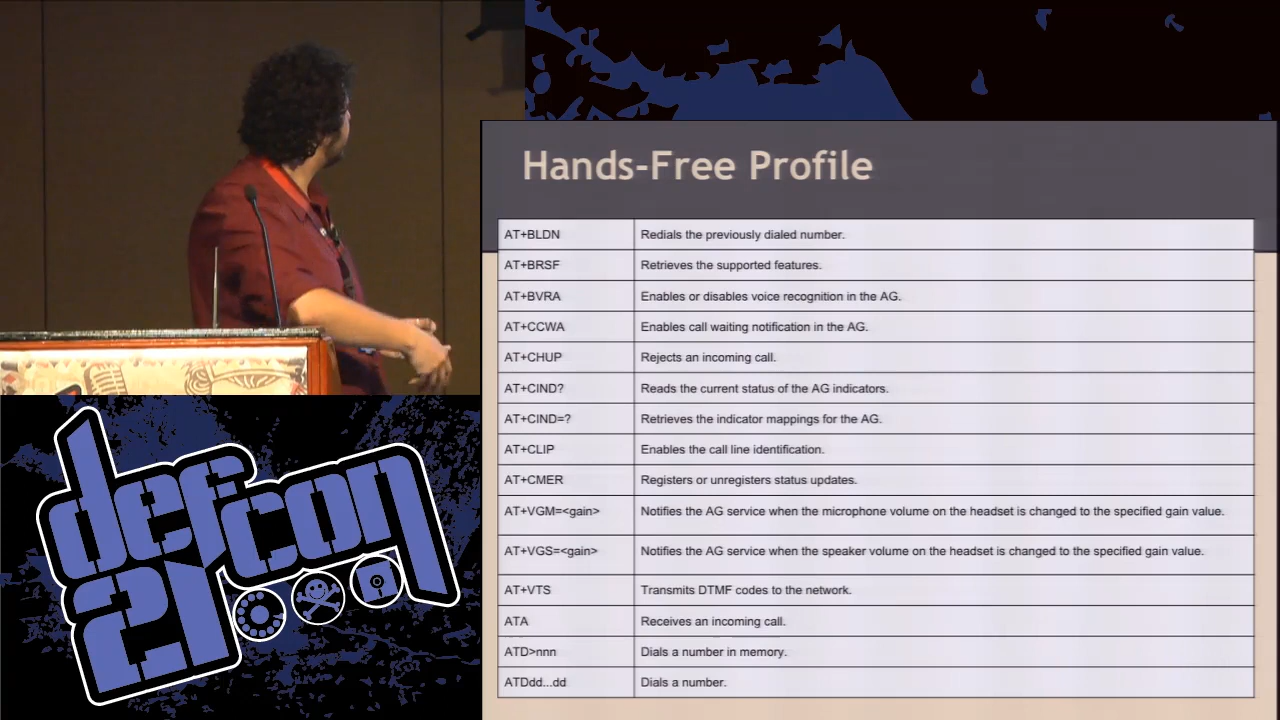 Hands-Free Profile
AT+BLDN Redials the previously dialed number.
AT+BRSF Retrieves the supported features.
AT+BVRA Enables or disables voice recognition in the AG.
AT+CCWA Enables call waiting notification in the AG.
AT+CHUP Rejects an incoming call.
AT+CIND? Reads the current status of the AG indicators.
AT+CIND=? Retrieves the indicator mappings for the AG.
AT+CLIP Enables the call line identification.
AT+CMER Registers or unregisters status updates.
AT+VGM=<gain> Notifies the AG service when the microphone volume on the headset is changed to the specified gain value.
AT+VGS=<gain> Notifies the AG service when the speaker volume on the headset is changed to the specified gain value.
AT+VTS Transmits DTMF codes to the network.
ATA Receives an incoming call.
ATD>nnn Dials a number in memory.
ATDdd...dd Dials a number.
defcon
21